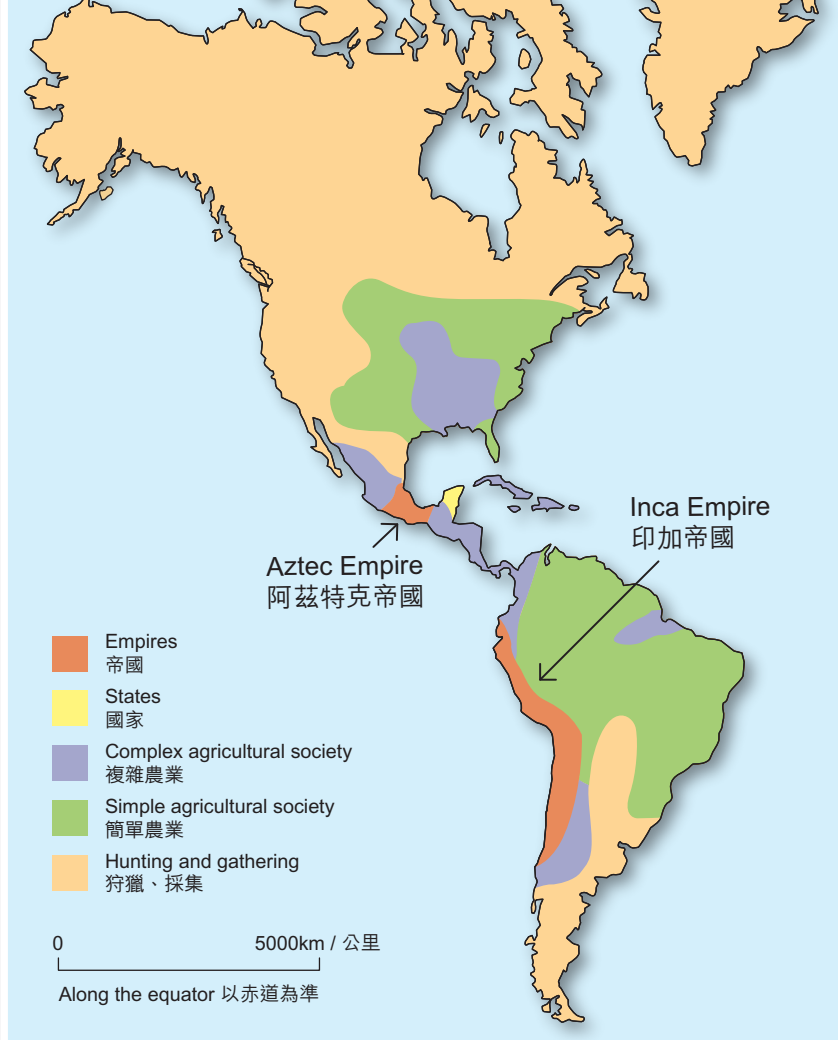 Inca Empire
印加帝國
Aztec Empire
阿茲特克帝國
Empires
帝國
States
國家
Complex agricultural society
複雜農業
Simple agricultural society
簡單農業
Hunting and gathering
狩獵、採集
0 5000km / 公里
Along the equator 以赤道為準